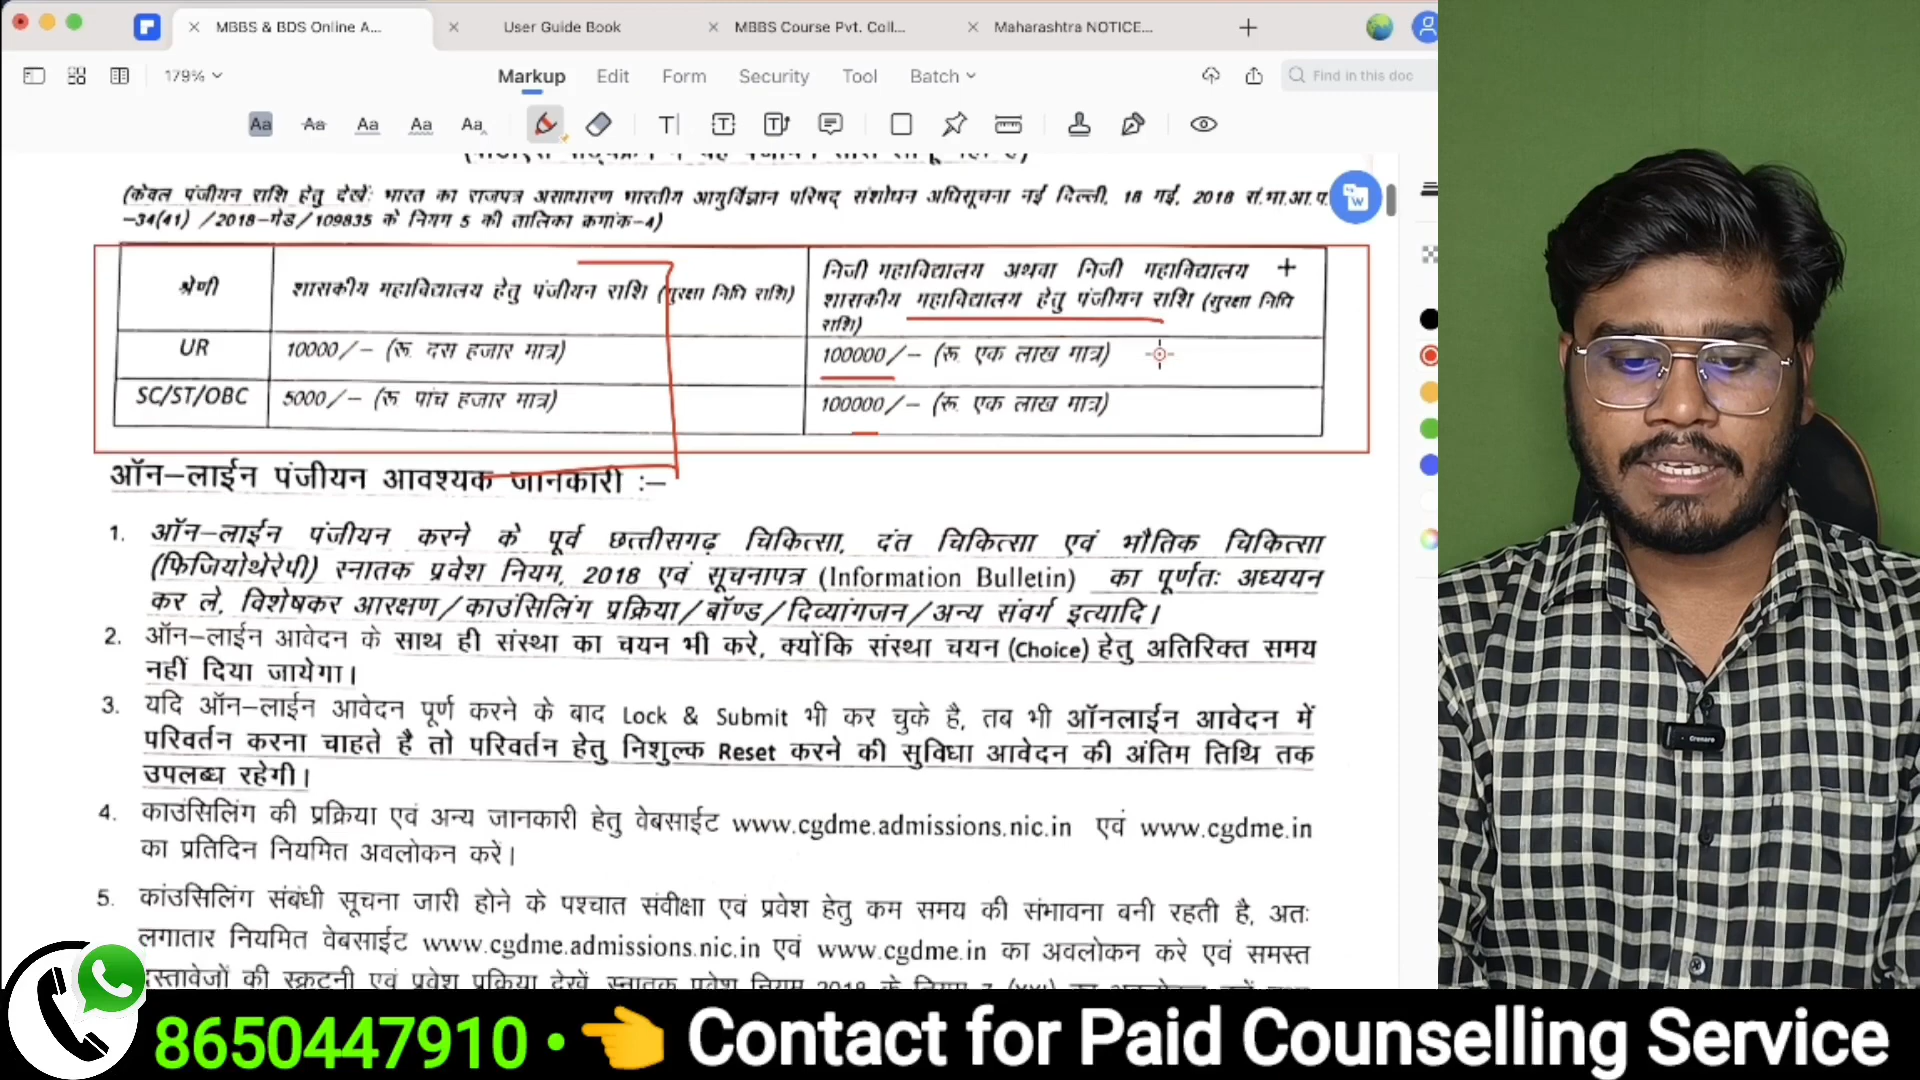 MBBS & BDS Online A...
User Guide Book
MBBS Course Pvt. Coll...
Maharashtra NOTICE...
179%
Markup
Edit
Form
Security
Tool
Batch
Find in this doc
(केवल पंजीयन राशि हेतु देखेंः भारत का राजपत्र असाधारण भारतीय आयुर्विज्ञान परिषद् संशोधन अधिसूचना नई दिल्ली, 18 मई, 2018 सं.भा.आ.प.
-34(41) /2018-मेड/109835 के नियम 5 की तालिका क्रमांक-4)
श्रेणी
शासकीय महाविद्यालय हेतु पंजीयन राशि (सुरक्षा निधि राशि)
निजी महाविद्यालय अथवा निजी महाविद्यालय +
शासकीय महाविद्यालय हेतु पंजीयन राशि (सुरक्षा निधि
राशि)
UR
10000/- (रू. दस हजार मात्र)
100000/- (रू. एक लाख मात्र)
SC/ST/OBC
5000/- (रू. पांच हजार मात्र)
100000/- (रू. एक लाख मात्र)
ऑन-लाईन पंजीयन आवश्यक जानकारी :-
1. ऑन-लाईन पंजीयन करने के पूर्व छत्तीसगढ़ चिकित्सा, दंत चिकित्सा एवं भौतिक चिकित्सा
(फिजियोथेरेपी) स्नातक प्रवेश नियम, 2018 एवं सूचनापत्र (Information Bulletin) का पूर्णतः अध्ययन
कर ले, विशेषकर आरक्षण/काउंसिलिंग प्रक्रिया/बॉण्ड/दिव्यांगजन/अन्य संवर्ग इत्यादि।
2. ऑन-लाईन आवेदन के साथ ही संस्था का चयन भी करे, क्योंकि संस्था चयन (Choice) हेतु अतिरिक्त समय
नहीं दिया जायेगा।
3. यदि ऑन-लाईन आवेदन पूर्ण करने के बाद Lock & Submit भी कर चुके है, तब भी ऑनलाईन आवेदन में
परिवर्तन करना चाहते है तो परिवर्तन हेतु निशुल्क Reset करने की सुविधा आवेदन की अंतिम तिथि तक
उपलब्ध रहेगी।
4. काउंसिलिंग की प्रक्रिया एवं अन्य जानकारी हेतु वेबसाईट www.cgdme.admissions.nic.in एवं www.cgdme.in
का प्रतिदिन नियमित अवलोकन करें।
5. कांउसिलिंग संबंधी सूचना जारी होने के पश्चात संवीक्षा एवं प्रवेश हेतु कम समय की संभावना बनी रहती है, अतः
लगातार नियमित वेबसाईट www.cgdme.admissions.nic.in एवं www.cgdme.in का अवलोकन करे एवं समस्त
8650447910 • 👈 Contact for Paid Counselling Service